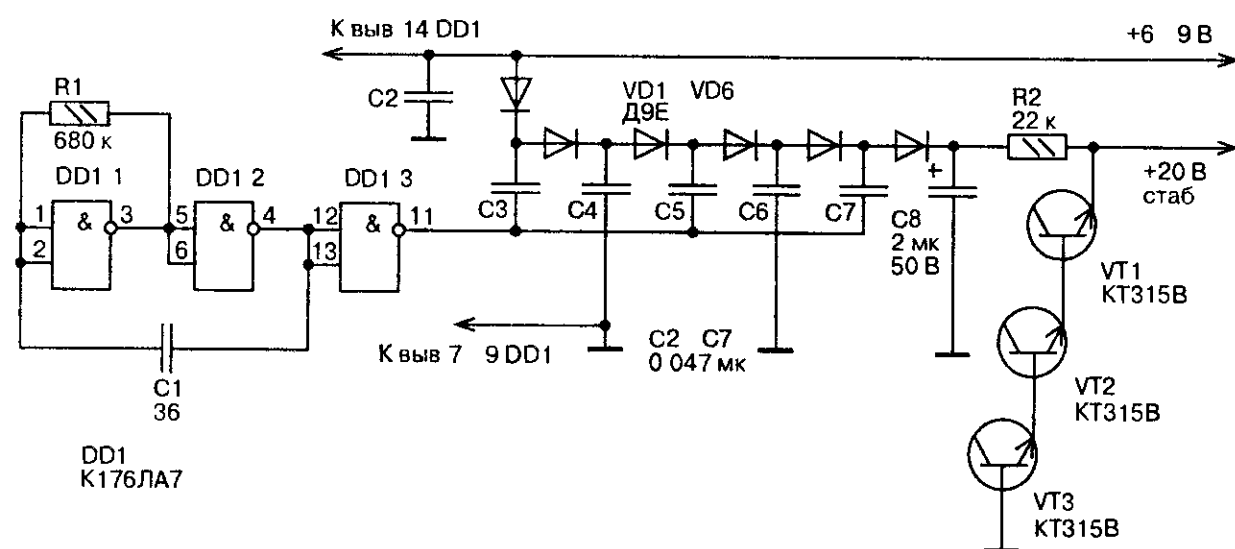 К выв 14 DD1
+6 9 В
R1
680 к
C2
VD1 VD6
Д9Е
R2
22 к
+20 В
стаб
DD1 1
DD1 2
DD1 3
1
2
&
3
5
6
&
4
12
13
&
11
C3
C4
C5
C6
C7
+
C8
2 мк
50 В
VT1
КТ315В
К выв 7 9 DD1
C2 C7
0 047 мк
C1
36
VT2
КТ315В
DD1
К176ЛА7
VT3
КТ315В